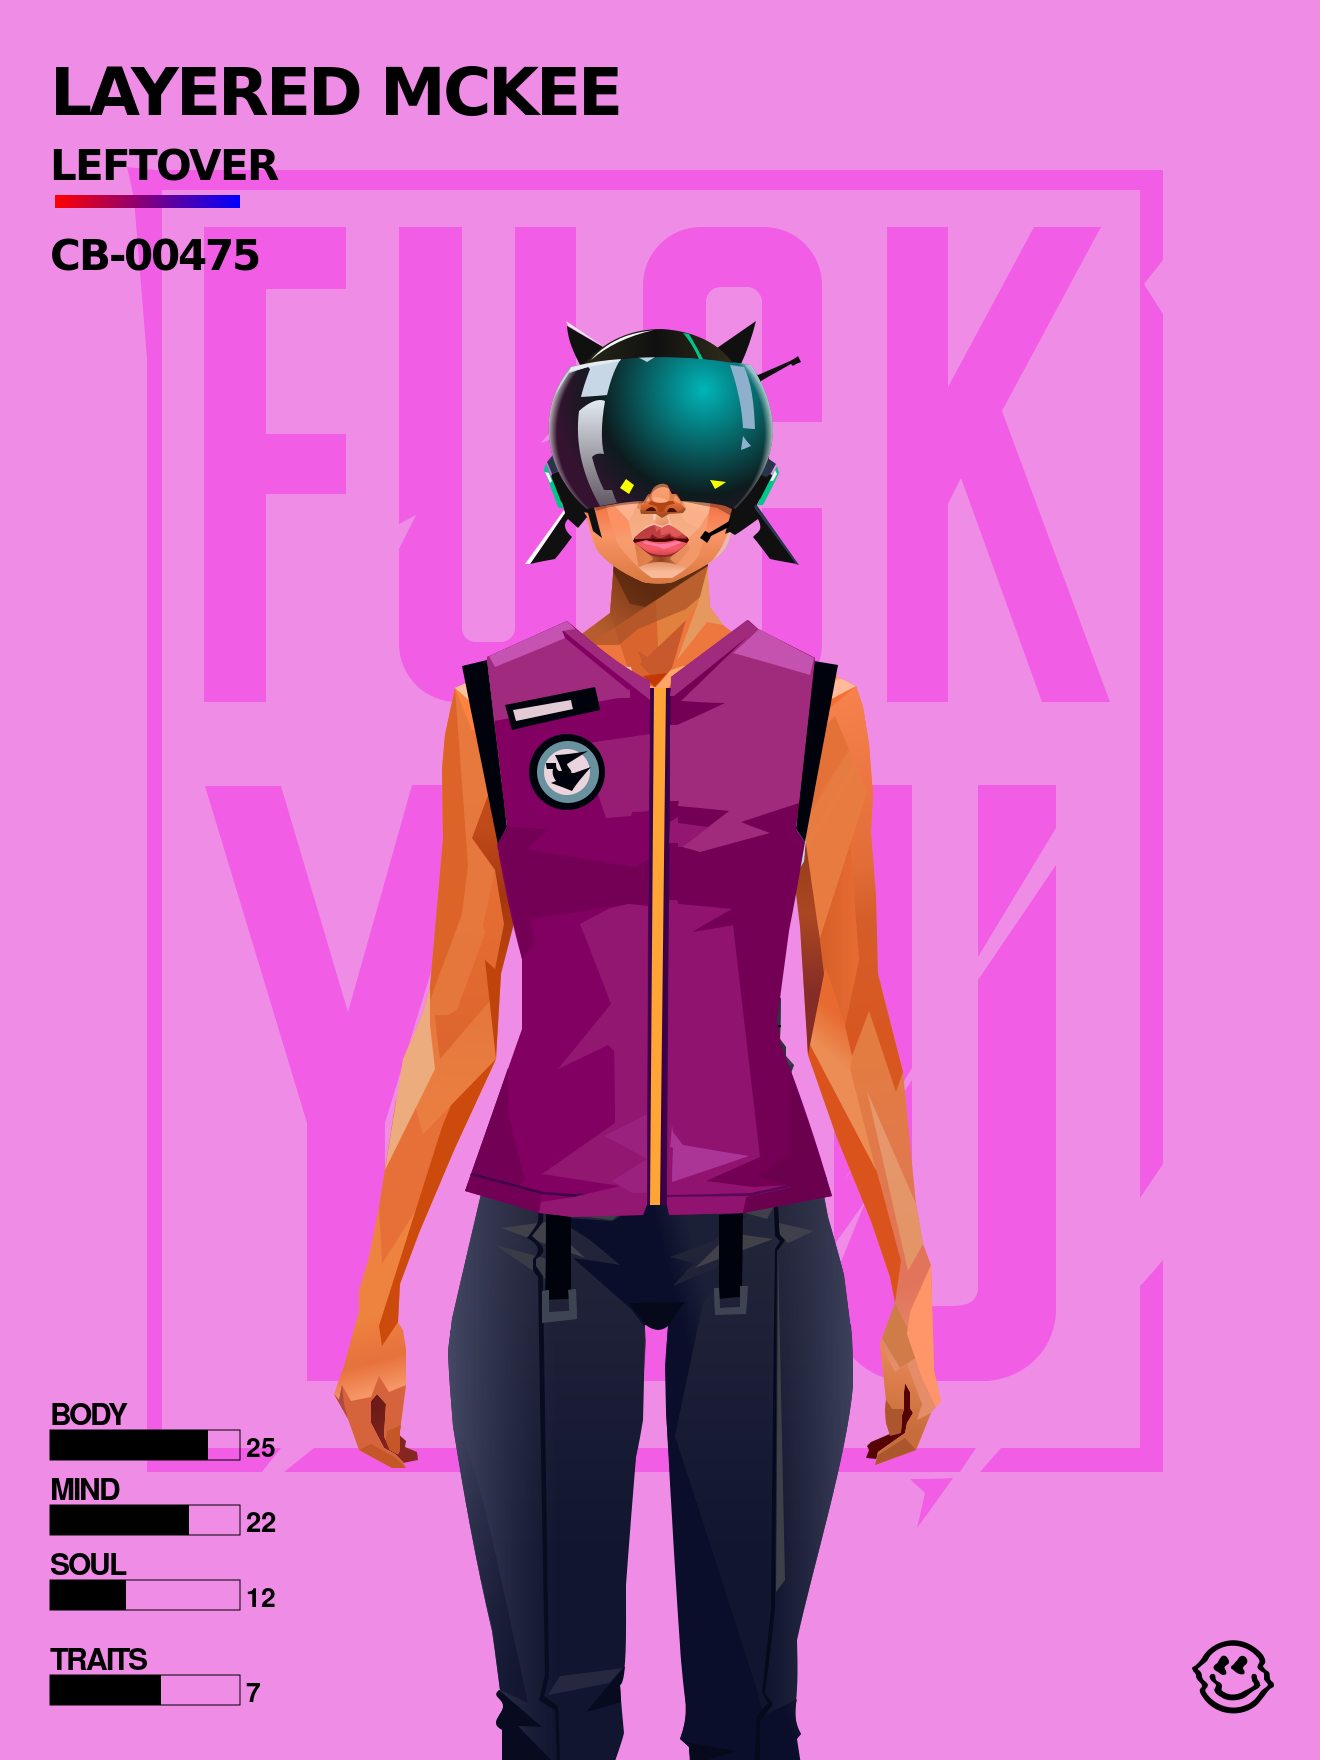 LAYERED MCKEE
LEFTOVER
CB-00475
FUCK
YOU
BODY
25
MIND
22
SOUL
12
TRAITS
7